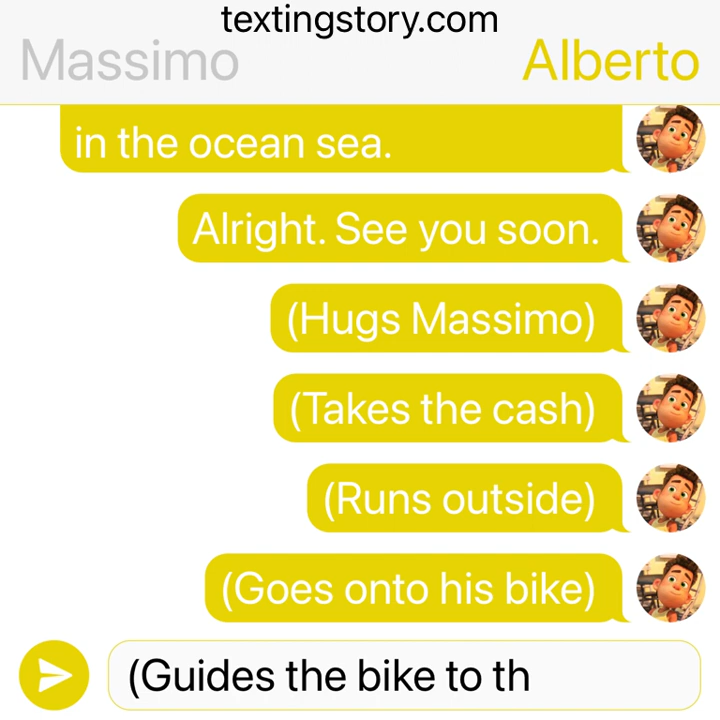 textingstory.com
Massimo Alberto
in the ocean sea.
Alright. See you soon.
(Hugs Massimo)
(Takes the cash)
(Runs outside)
(Goes onto his bike)
(Guides the bike to th